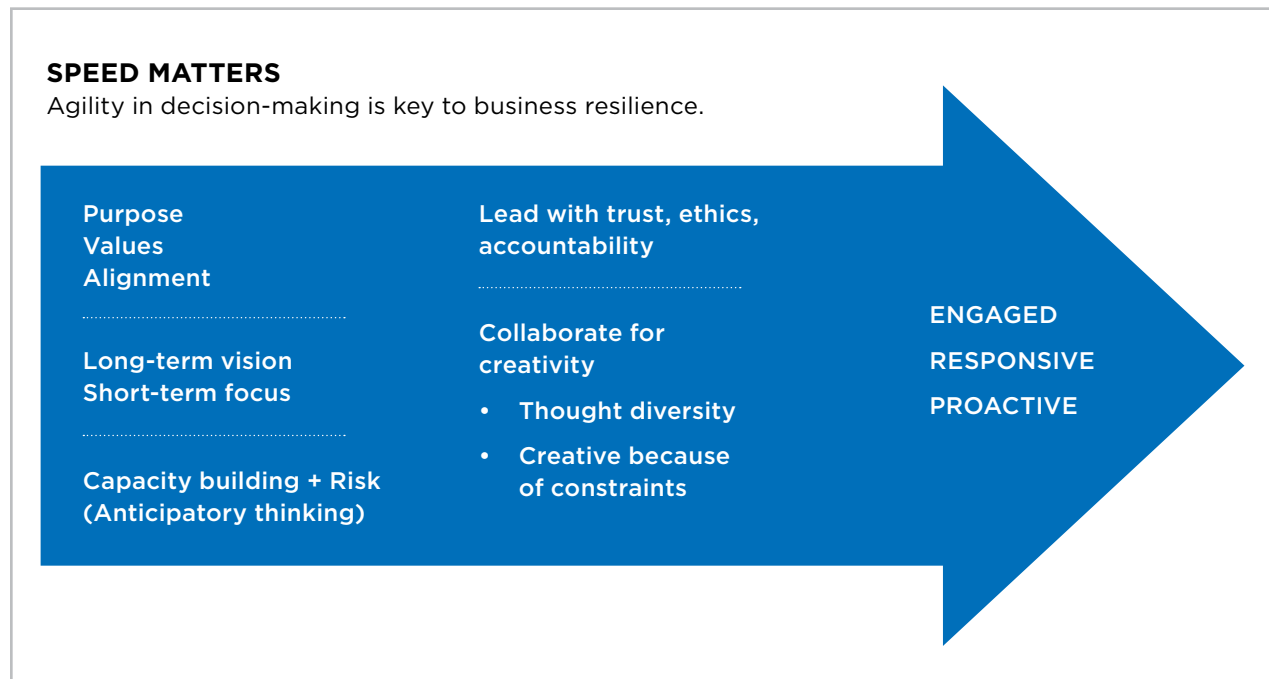 SPEED MATTERS
Agility in decision-making is key to business resilience.
Purpose
Values
Alignment
Long-term vision
Short-term focus
Capacity building + Risk
(Anticipatory thinking)
Lead with trust, ethics,
accountability
Collaborate for
creativity
• Thought diversity
• Creative because
of constraints
ENGAGED
RESPONSIVE
PROACTIVE